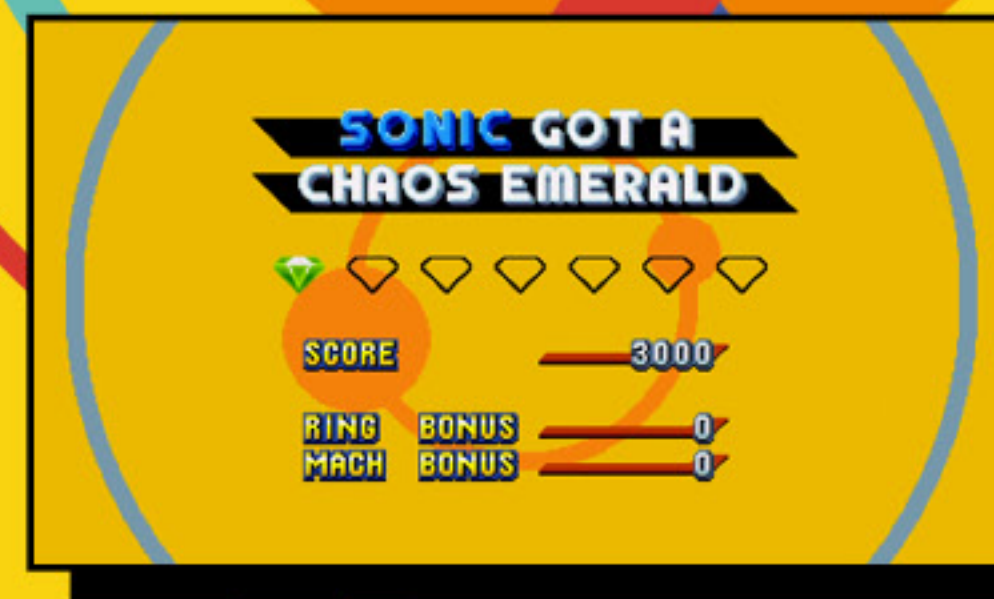 SONIC GOT A
CHAOS EMERALD
SCORE 3000
RING BONUS 0
MACH BONUS 0